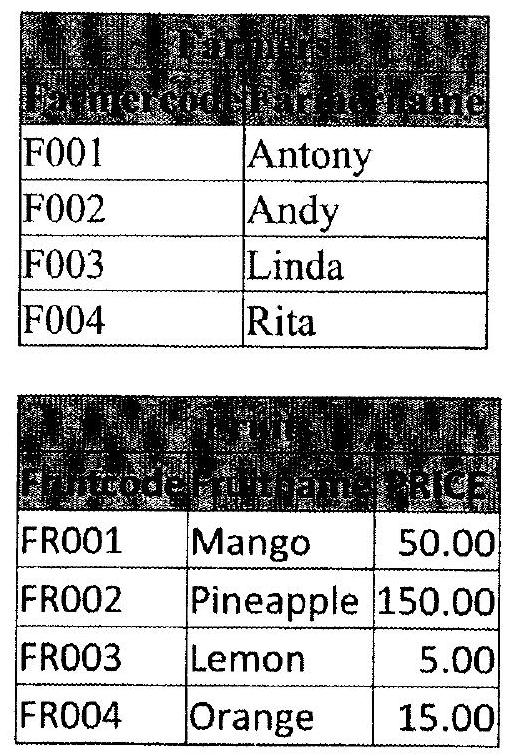 Farmers
Farmercode Farmername
F001 Antony
F002 Andy
F003 Linda
F004 Rita
Fruit
Fruitcode Fruitname PRICE
FR001 Mango 50.00
FR002 Pineapple 150.00
FR003 Lemon 5.00
FR004 Orange 15.00